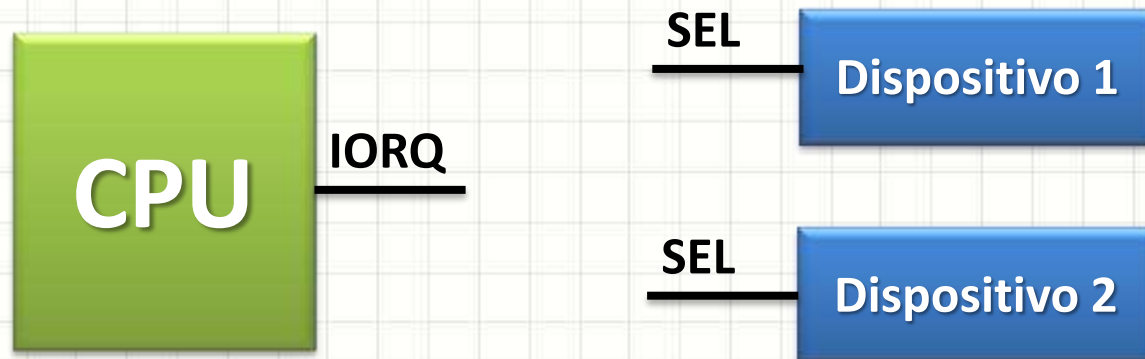 SEL
Dispositivo 1
CPU
IORQ
SEL
Dispositivo 2